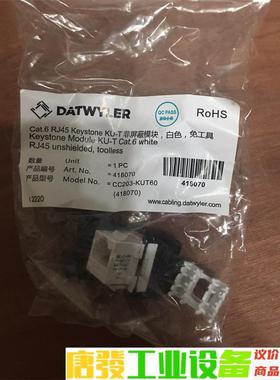 DATWYLER
QC PASS
RoHS
Cat.6 RJ45 Keystone KU-T 非屏蔽模块，白色，免工具
Keystone Module KU-T Cat.6 white
RJ45 unshielded, toolless
数量 Unit = 1 PC
产品编号 Art. No. = 418070
产品型号 Model No. = CC203-KUT60 418070
(418070)
12220
www.cabling.datwyler.com
唐發工业设备
议价商品